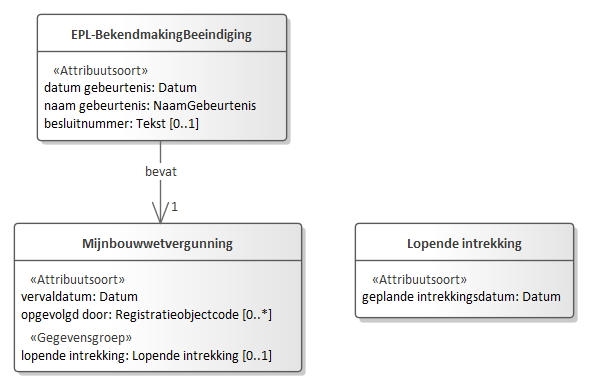 EPL-BekendmakingBeeindiging
«Attribuutsoort»
datum gebeurtenis: Datum
naam gebeurtenis: NaamGebeurtenis
besluitnummer: Tekst [0..1]
bevat
1
Mijnbouwwetvergunning
«Attribuutsoort»
vervaldatum: Datum
opgevolgd door: Registratieobjectcode [0..*]
«Gegevensgroep»
lopende intrekking: Lopende intrekking [0..1]
Lopende intrekking
«Attribuutsoort»
geplande intrekkingsdatum: Datum